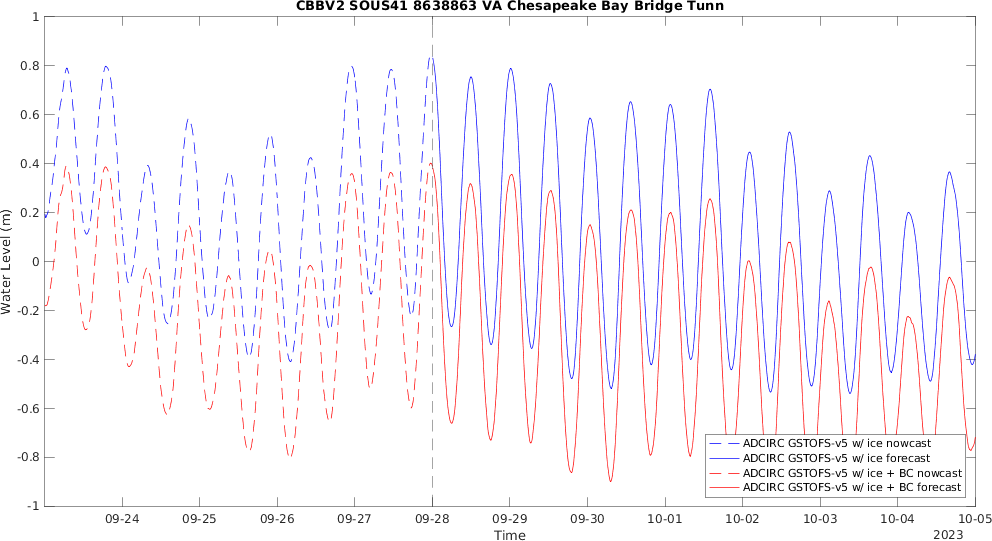 CBBV2 SOUS41 8638863 VA Chesapeake Bay Bridge Tunn
1
0.8
0.6
0.4
0.2
0
-0.2
-0.4
-0.6
-0.8
-1
Water Level (m)
09-24 09-25 09-26 09-27 09-28 09-29 09-30 10-01 10-02 10-03 10-04 10-05
Time
2023
ADCIRC GSTOFS-v5 w/ ice nowcast
ADCIRC GSTOFS-v5 w/ ice forecast
ADCIRC GSTOFS-v5 w/ ice + BC nowcast
ADCIRC GSTOFS-v5 w/ ice + BC forecast